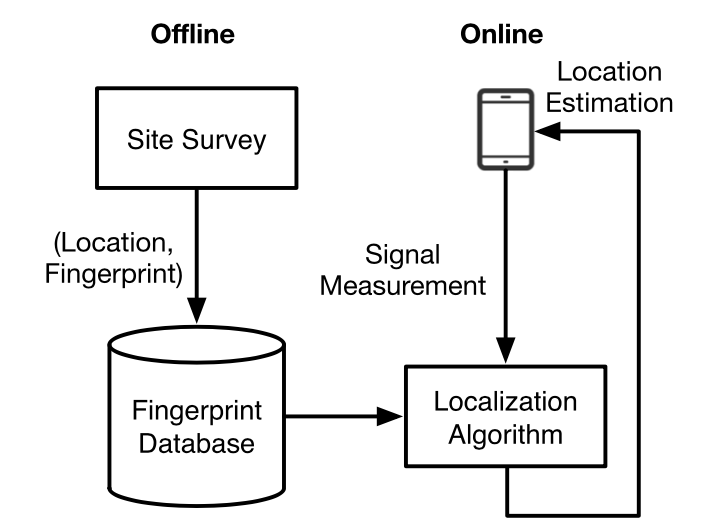 Offline
Online
Location
Estimation
Site Survey
(Location,
Fingerprint)
Signal
Measurement
Fingerprint
Database
Localization
Algorithm